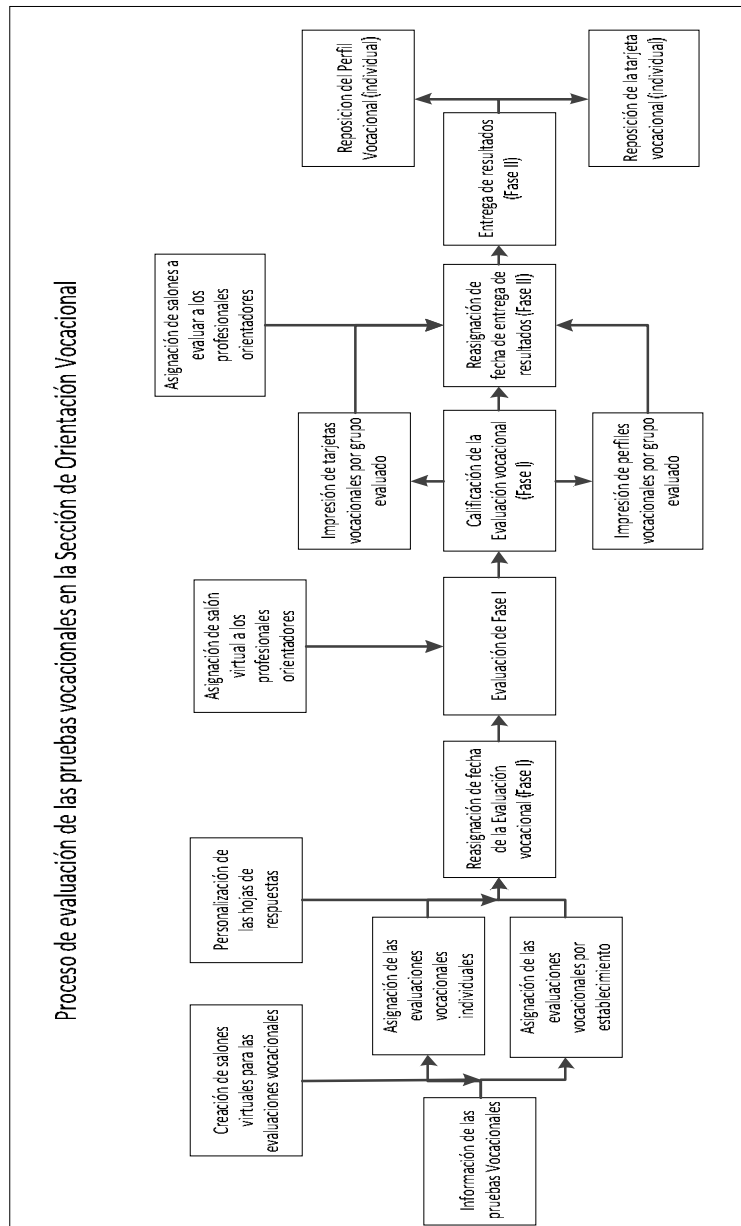 Proceso de evaluación de las pruebas vocacionales en la Sección de Orientación Vocacional
Creación de salones
virtuales para las
evaluaciones vocacionales
Información de las
pruebas Vocacionales
Personalización de
las hojas de
respuestas
Asignación de las
evaluaciones
vocacionales
individuales
Asignación de las
evaluaciones
vocacionales por
establecimiento
Reasignación de fecha
de la Evaluación
vocacional (Fase I)
Asignación de salón
virtual a los
profesionales
orientadores
Evaluación de Fase I
Impresión de tarjetas
vocacionales por grupo
evaluado
Calificación de la
Evaluación vocacional
(Fase I)
Impresión de perfiles
vocacionales por grupo
evaluado
Asignación de salones a
evaluar a los
profesionales
orientadores
Reasignación de
fecha de entrega de
resultados (Fase II)
Entrega de resultados
(Fase II)
Reposicion del Perfil
Vocacional (individual)
Reposición de la tarjeta
vocacional (individual)